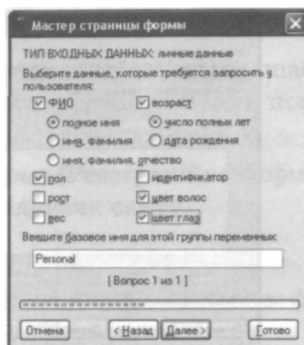 Мастер страницы формы
ТИП ВХОДНЫХ ДАННЫХ: личные данные
Выберите данные, которые требуется запросить у
пользователя:
ФИО возраст
полное имя число полных лет
имя, фамилия дата рождения
имя, фамилия, отчество
пол идентификатор
рост цвет волос
вес цвет глаз
Введите базовое имя для этой группы переменных:
Personal
[ Вопрос 1 из 1 ]
Отмена < Назад Далее > Готово